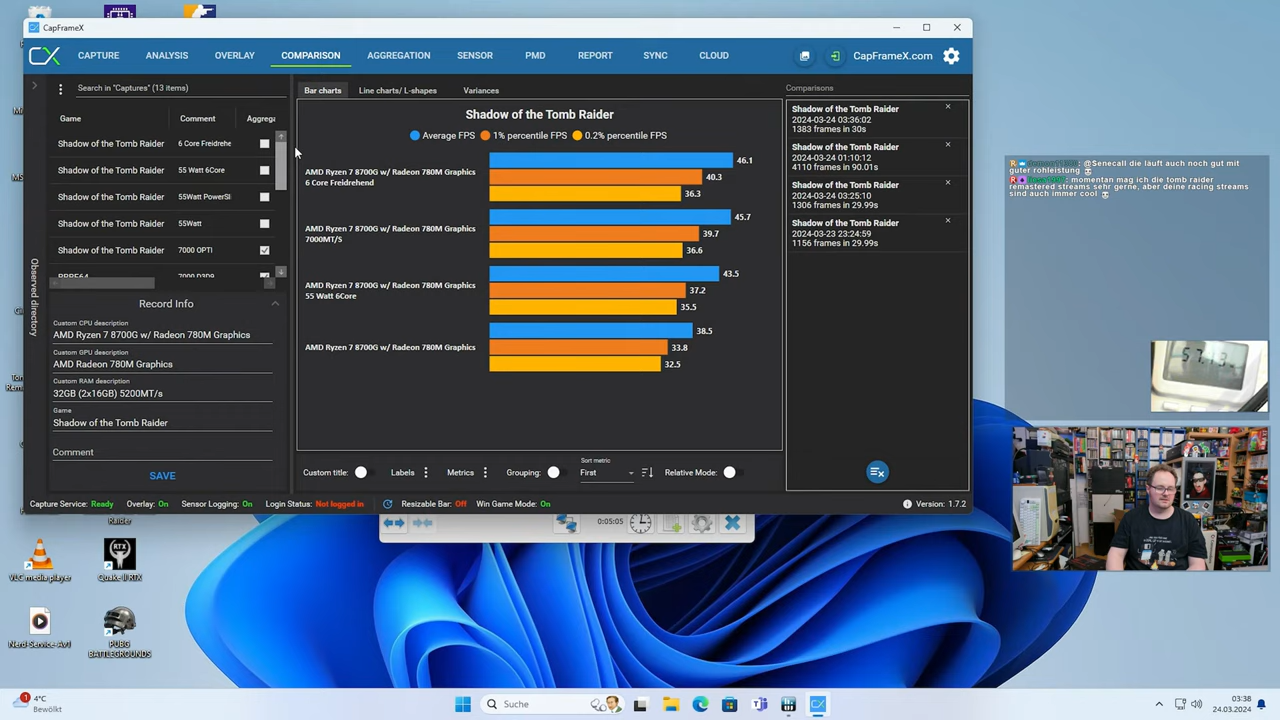 CapFrameX
CX
CAPTURE
ANALYSIS
OVERLAY
COMPARISON
AGGREGATION
SENSOR
PMD
REPORT
SYNC
CLOUD
CapFrameX.com
Search in "Captures" (13 items)
Game
Comment
Aggrega
Shadow of the Tomb Raider
6 Core Freidrehe
Shadow of the Tomb Raider
55 Watt 6Core
Shadow of the Tomb Raider
55Watt PowerSl
Shadow of the Tomb Raider
55Watt
Shadow of the Tomb Raider
7000 OPTI
Observed directory
Record Info
Custom CPU description
AMD Ryzen 7 8700G w/ Radeon 780M Graphics
Custom GPU description
AMD Radeon 780M Graphics
Custom RAM description
32GB (2x16GB) 5200MT/s
Game
Shadow of the Tomb Raider
Comment
SAVE
Bar charts
Line charts/ L-shapes
Variances
Shadow of the Tomb Raider
Average FPS
1% percentile FPS
0.2% percentile FPS
AMD Ryzen 7 8700G w/ Radeon 780M Graphics
6 Core Freidrehend
46.1
40.3
36.3
AMD Ryzen 7 8700G w/ Radeon 780M Graphics
7000MT/S
45.7
39.7
36.6
AMD Ryzen 7 8700G w/ Radeon 780M Graphics
55 Watt 6Core
43.5
37.2
35.5
AMD Ryzen 7 8700G w/ Radeon 780M Graphics
38.5
33.8
32.5
Custom title:
Labels
Metrics
Grouping:
Sort metric
First
Relative Mode:
Comparisons
Shadow of the Tomb Raider
2024-03-24 03:36:02
1383 frames in 30s
Shadow of the Tomb Raider
2024-03-24 01:10:12
4110 frames in 90.01s
Shadow of the Tomb Raider
2024-03-24 03:25:10
1306 frames in 29.99s
Shadow of the Tomb Raider
2024-03-23 23:24:59
1156 frames in 29.99s
Capture Service: Ready
Overlay: On
Sensor Logging: On
Login Status: Not logged in
Resizable Bar: Off
Win Game Mode: On
Version: 1.7.2
0:05:05
@Senecall die läuft auch noch gut mit
guter rohleistung
momentan mag ich die tomb raider
remastered streams sehr gerne, aber deine racing streams
sind auch immer cool
Raider
VLC media player
Quake II RTX
Nerd-Service-Av1
PUBG
BATTLEGROUNDS
1
4°C
Bewölkt
Suche
03:38
24.03.2024